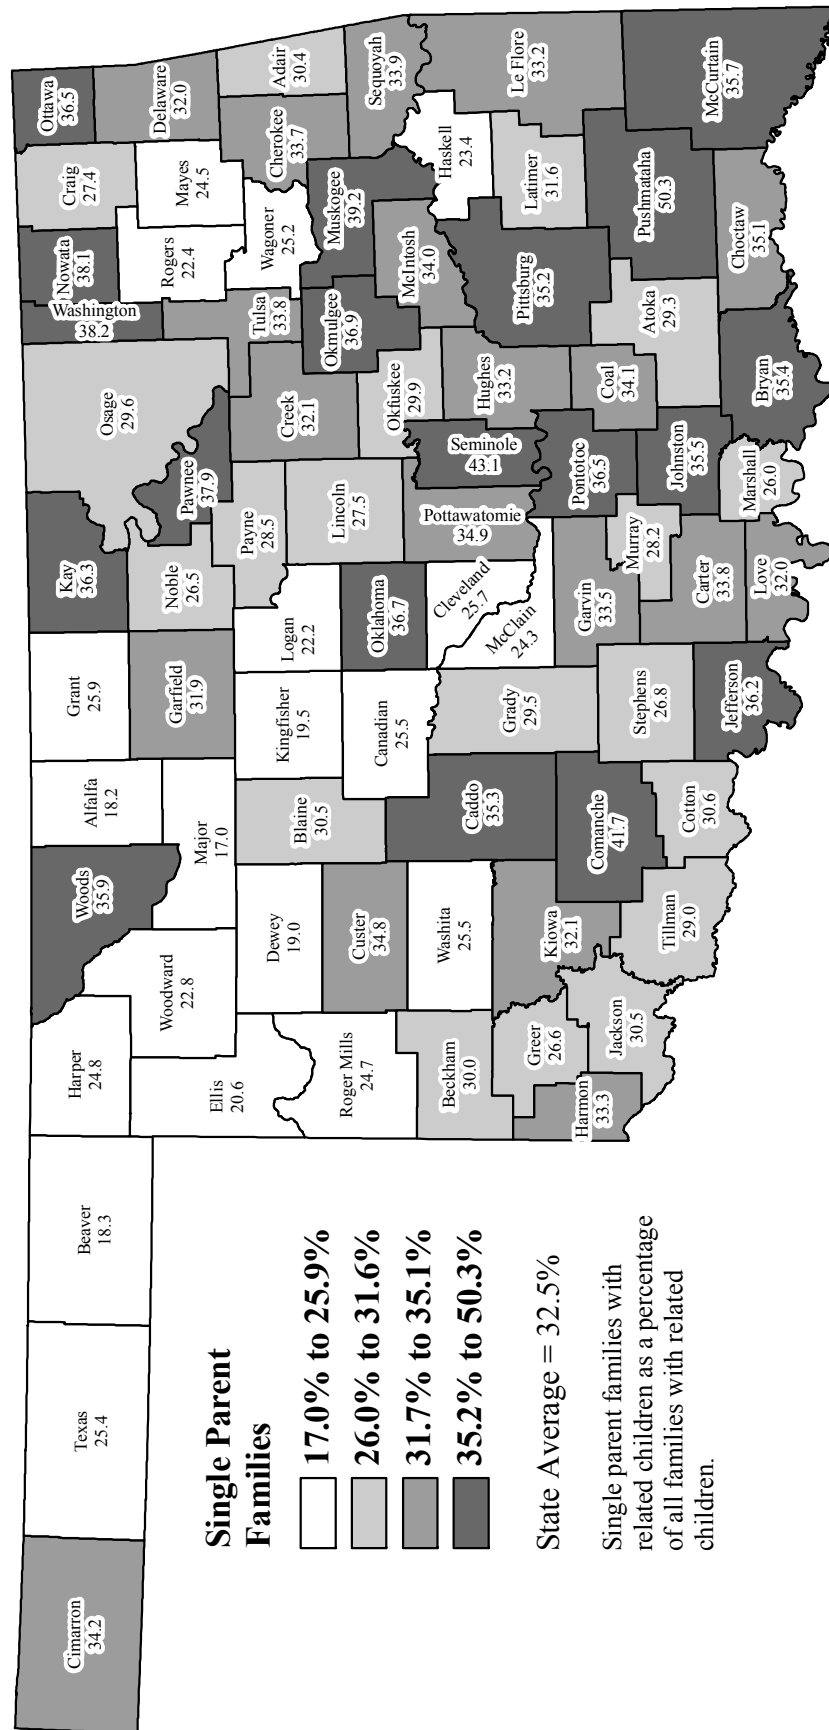 Single Parent
Families
17.0% to 25.9%
26.0% to 31.6%
31.7% to 35.1%
35.2% to 50.3%
State Average = 32.5%
Single parent families with
related children as a percentage
of all families with related
children.
Cimarron
34.2
Texas
25.4
Beaver
18.3
Harper
24.8
Woods
35.9
Alfalfa
18.2
Grant
25.9
Kay
36.3
Osage
29.6
Washington
38.2
Nowata
38.1
Craig
27.4
Ottawa
36.5
Ellis
20.6
Woodward
22.8
Major
17.0
Garfield
31.9
Noble
26.5
Pawnee
37.9
Rogers
22.4
Mayes
24.5
Delaware
32.0
Roger Mills
24.7
Dewey
19.0
Blaine
30.5
Kingfisher
19.5
Logan
22.2
Payne
28.5
Creek
32.1
Tulsa
33.8
Wagoner
25.2
Cherokee
33.7
Adair
30.4
Custer
34.8
Canadian
25.5
Oklahoma
36.7
Lincoln
27.5
Okfuskee
29.9
Okmulgee
36.9
Muskogee
39.2
Sequoyah
33.9
Beckham
30.0
Washita
25.5
Caddo
35.3
Grady
29.5
Cleveland
25.7
McClain
24.3
Pottawatomie
34.9
Seminole
43.1
Hughes
33.2
McIntosh
34.0
Haskell
23.4
Harmon
33.3
Greer
26.6
Kiowa
32.1
Comanche
41.7
Stephens
26.8
Garvin
33.5
Murray
28.2
Pontotoc
36.5
Coal
34.1
Pittsburg
35.2
Latimer
31.6
Le Flore
33.2
Jackson
30.5
Tillman
29.0
Cotton
30.6
Jefferson
36.2
Carter
33.8
Johnston
35.5
Atoka
29.3
Pushmataha
50.3
McCurtain
35.7
Love
32.0
Marshall
26.0
Bryan
35.4
Choctaw
35.1